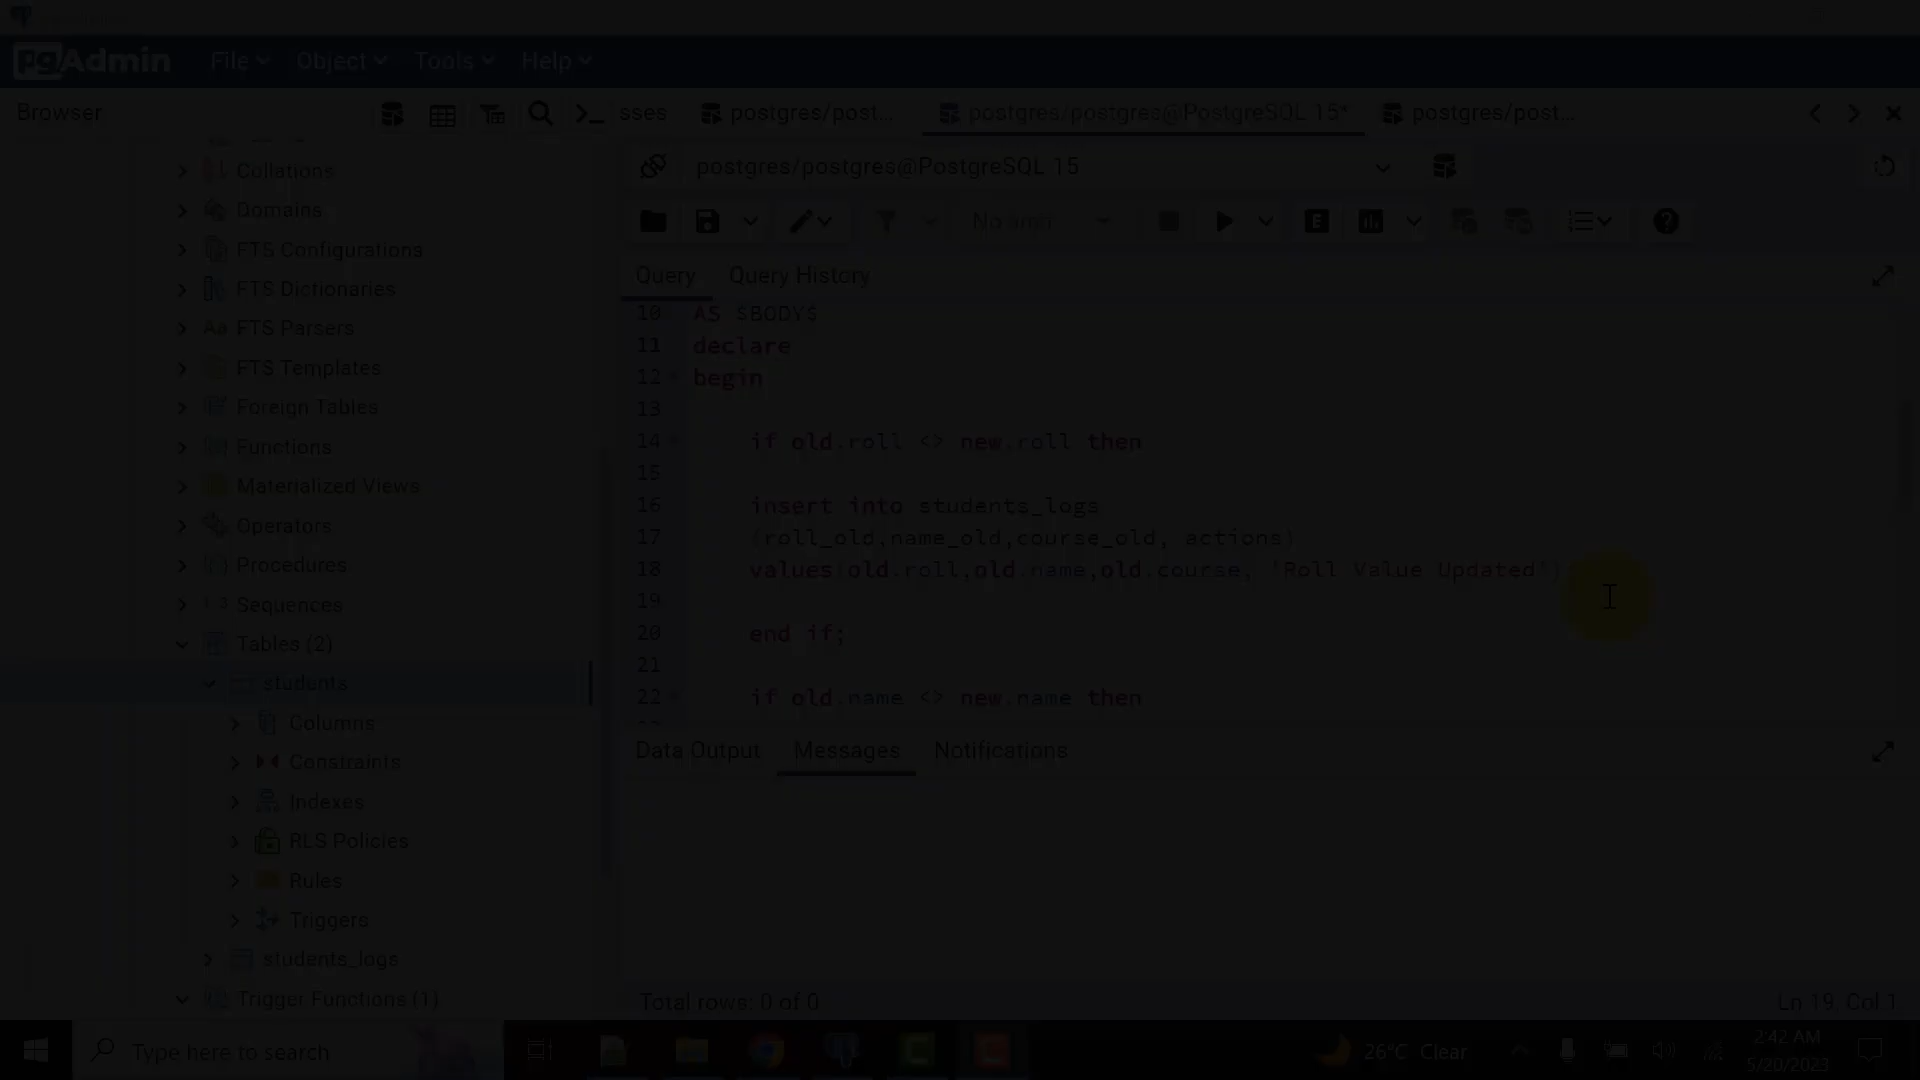 pgAdmin File Object Tools Help
Browser
sses postgres/post... postgres/postgres@PostgreSQL 15* postgres/post...
postgres/postgres@PostgreSQL 15
No limit
Query Query History
Collations
Domains
FTS Configurations
FTS Dictionaries
Aa FTS Parsers
FTS Templates
Foreign Tables
Functions
Materialized Views
Operators
Procedures
1..3 Sequences
Tables (2)
students
Columns
Constraints
Indexes
RLS Policies
Rules
Triggers
students_logs
Trigger Functions (1)
10 AS $BODY$
11 declare
12 begin
13
14 if old.roll <> new.roll then
15
16 insert into students_logs
17 (roll_old,name_old,course_old, actions)
18 values(old.roll,old.name,old.course, 'Roll Value Updated')
19
20 end if;
21
22 if old.name <> new.name then
Data Output Messages Notifications
Total rows: 0 of 0
Ln 19, Col 1
Type here to search
26°C Clear
2:42 AM
5/20/2023